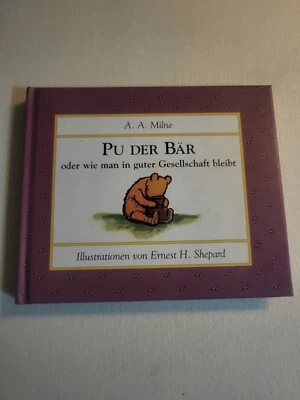 A. A. Milne
PU DER BÄR
oder wie man in guter Gesellschaft bleibt
Illustrationen von Ernest H. Shepard